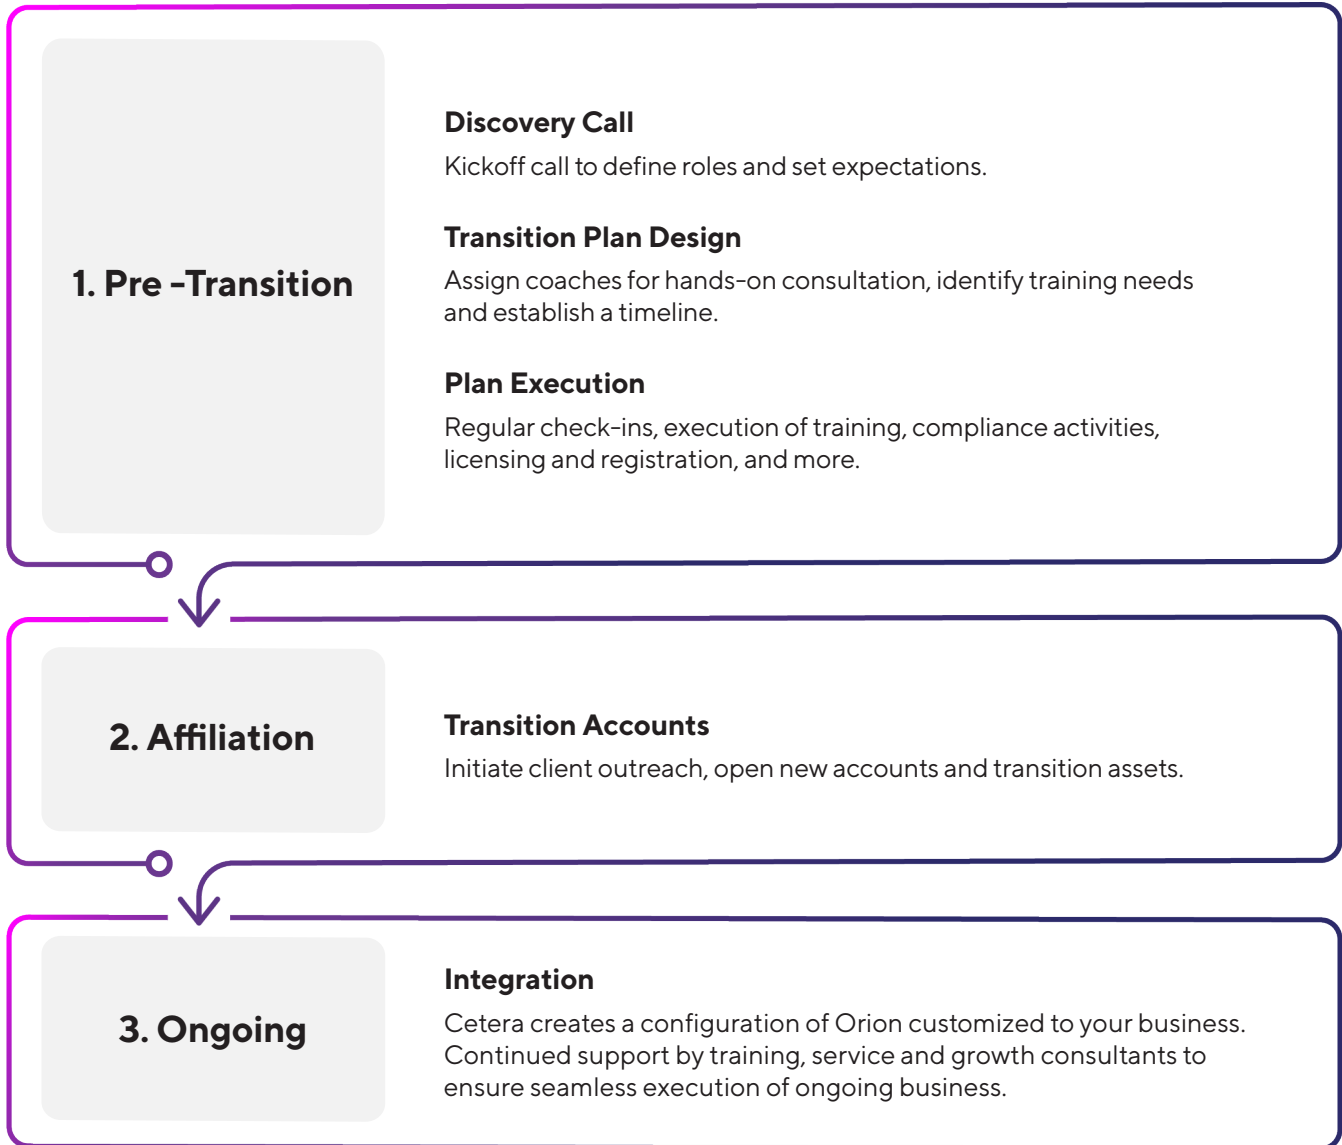 1. Pre -Transition
Discovery Call
Kickoff call to define roles and set expectations.
Transition Plan Design
Assign coaches for hands-on consultation, identify training needs
and establish a timeline.
Plan Execution
Regular check-ins, execution of training, compliance activities,
licensing and registration, and more.
2. Affiliation
Transition Accounts
Initiate client outreach, open new accounts and transition assets.
3. Ongoing
Integration
Cetera creates a configuration of Orion customized to your business.
Continued support by training, service and growth consultants to
ensure seamless execution of ongoing business.